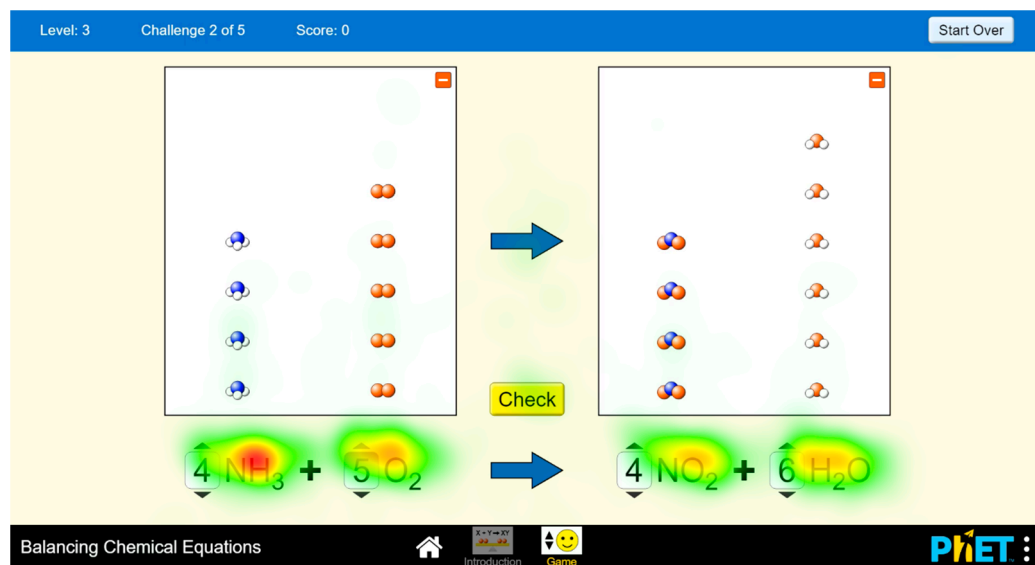 Level: 3 Challenge 2 of 5 Score: 0 Start Over
Check
4 NH₃ + 5 O₂ 4 NO₂ + 6 H₂O
X + Y → XY
Balancing Chemical Equations Introduction Game PhET